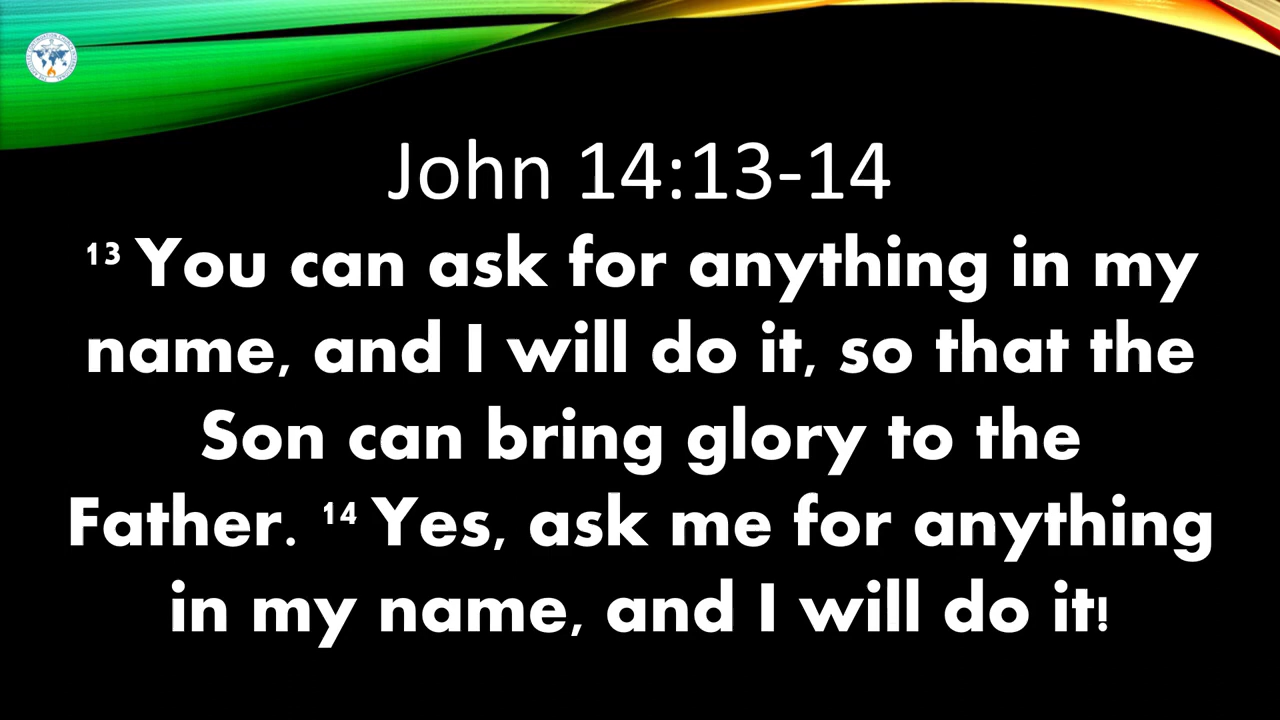 John 14:13-14
¹³ You can ask for anything in my
name, and I will do it, so that the
Son can bring glory to the
Father. ¹⁴ Yes, ask me for anything
in my name, and I will do it!